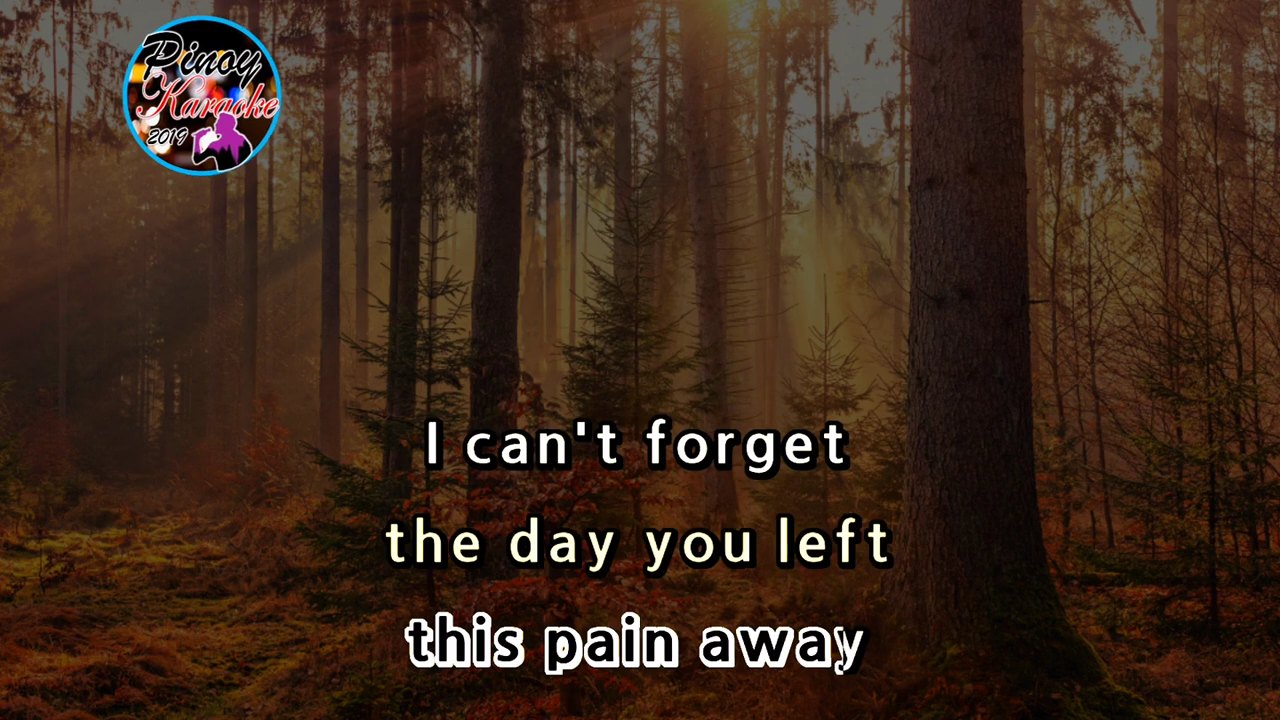 Pinoy
Karaoke
2019
I can't forget
the day you left
this pain away